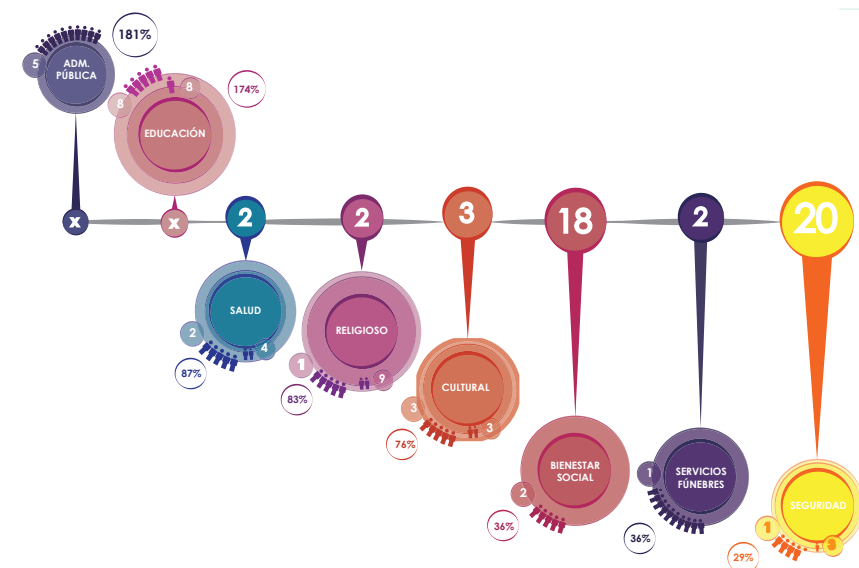 181%
5
ADM.
PÚBLICA
8
8
174%
EDUCACIÓN
x
x
2
2
3
18
2
20
SALUD
2
4
87%
RELIGIOSO
1
9
83%
CULTURAL
3
3
76%
BIENESTAR
SOCIAL
2
36%
SERVICIOS
FÚNEBRES
1
36%
SEGURIDAD
1
3
29%